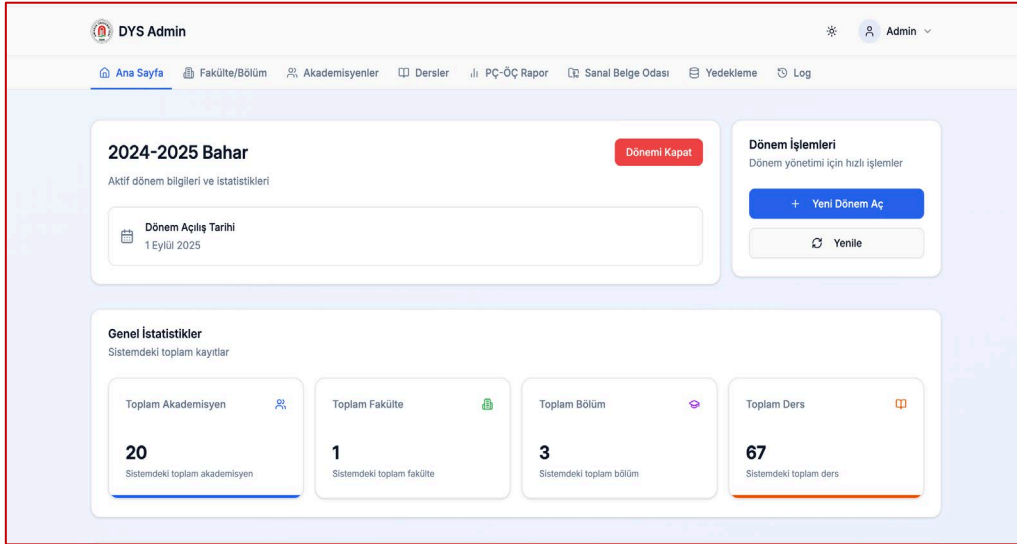 DYS Admin
Admin
Ana Sayfa Fakülte/Bölüm Akademisyenler Dersler PÇ-ÖÇ Rapor Sanal Belge Odası Yedekleme Log
2024-2025 Bahar
Dönemi Kapat
Aktif dönem bilgileri ve istatistikleri
Dönem Açılış Tarihi
1 Eylül 2025
Dönem İşlemleri
Dönem yönetimi için hızlı işlemler
+ Yeni Dönem Aç
Yenile
Genel İstatistikler
Sistemdeki toplam kayıtlar
Toplam Akademisyen
20
Sistemdeki toplam akademisyen
Toplam Fakülte
1
Sistemdeki toplam fakülte
Toplam Bölüm
3
Sistemdeki toplam bölüm
Toplam Ders
67
Sistemdeki toplam ders